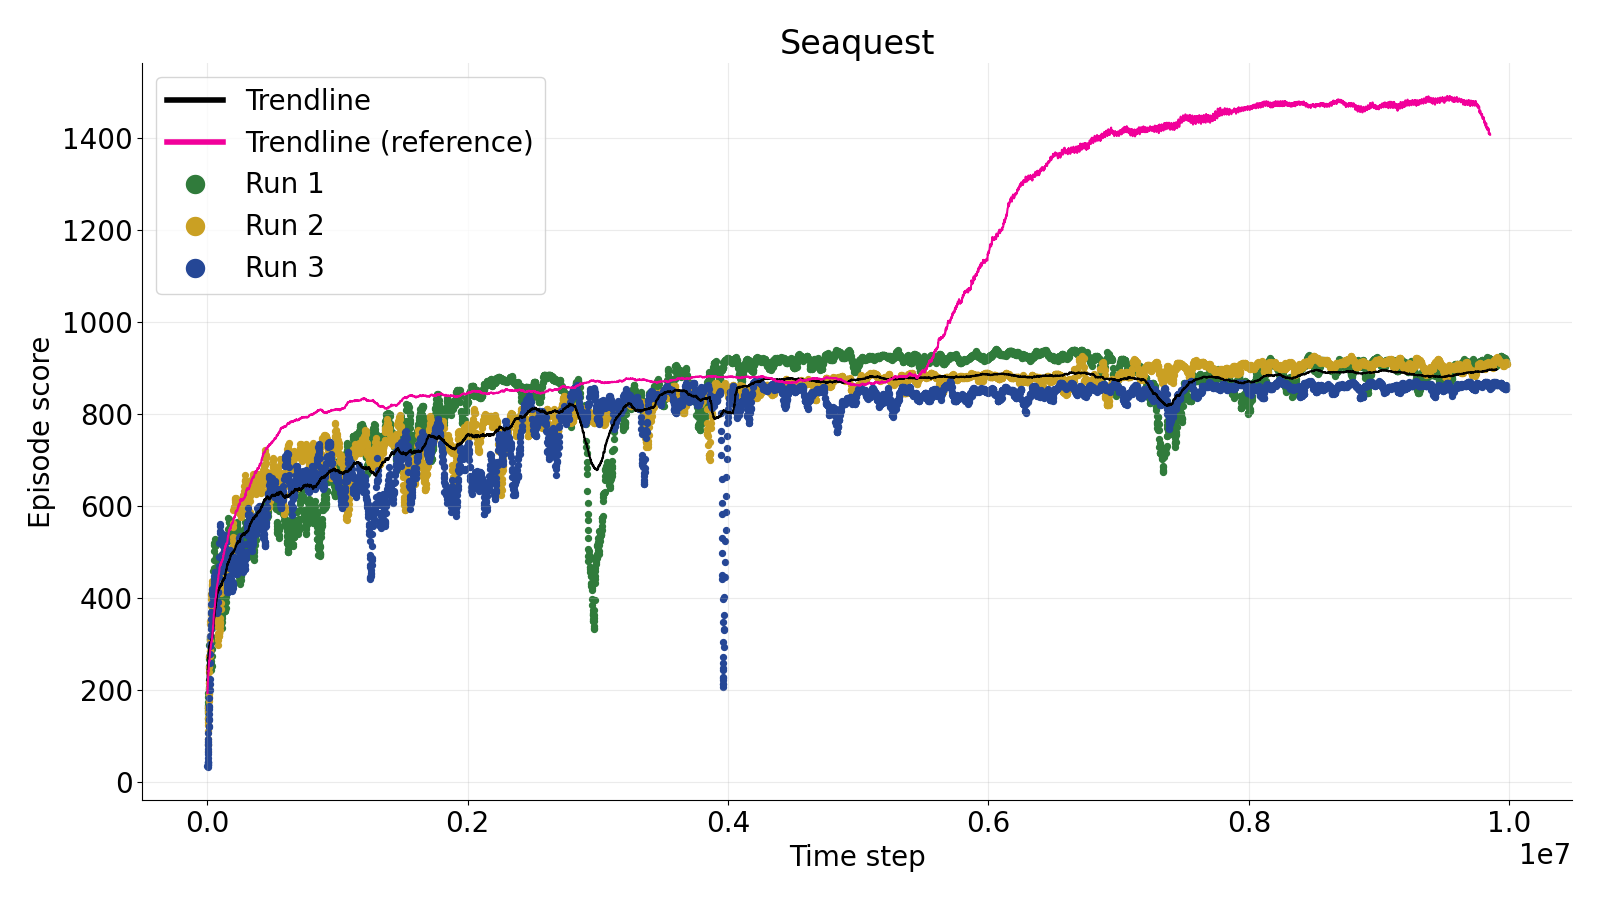 Seaquest
Trendline
Trendline (reference)
Run 1
Run 2
Run 3
Episode score
1400
1200
1000
800
600
400
200
0
0.0 0.2 0.4 0.6 0.8 1.0
1e7
Time step